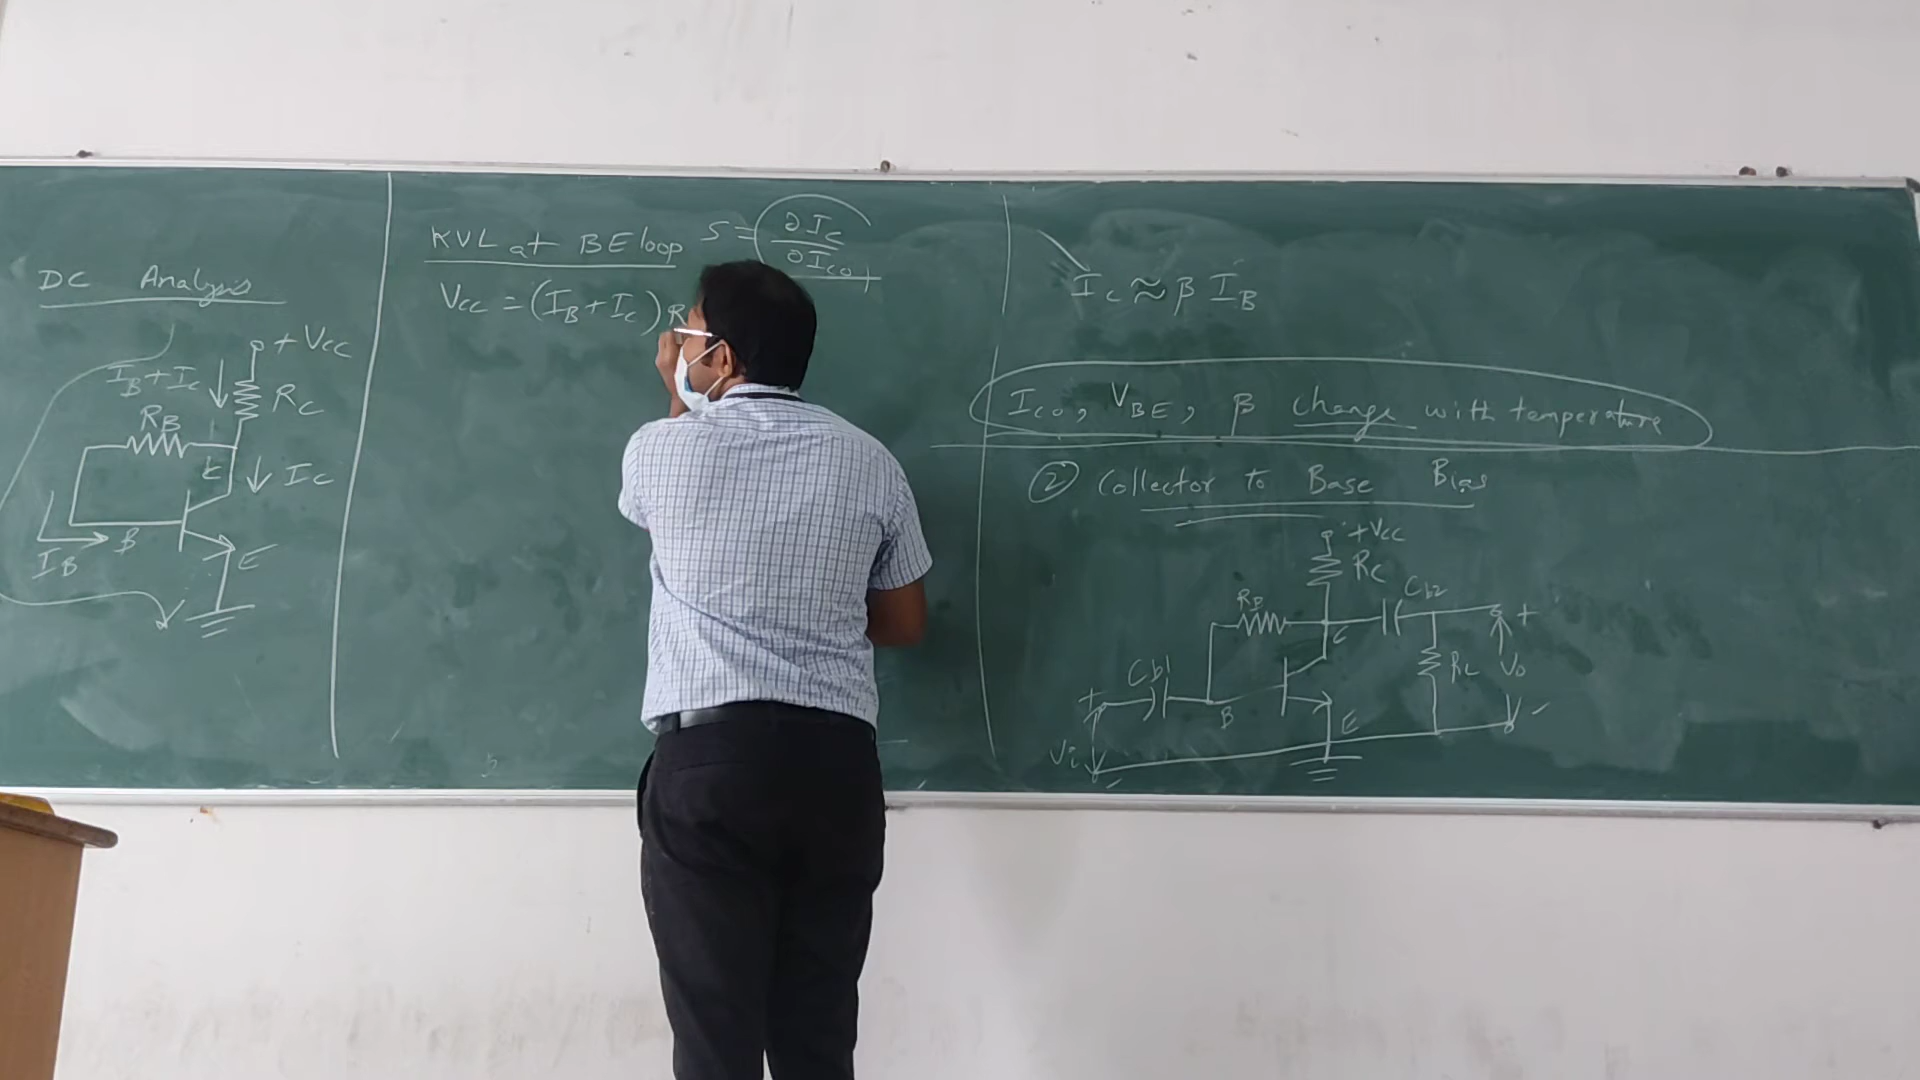 DC Analysis
+ Vcc
IB + Ic
Rc
RB
C
Ic
B
IB
E
KVL at BE loop
S = ∂Ic / ∂Ico
Vcc = (IB + Ic) R
Ic ≈ β IB
Ico, VBE, β change with temperature
② Collector to Base Bias
+Vcc
Rc
Cb2
RB
+
C
RL Vo
Cb1
+
B
E
-
Vi
-